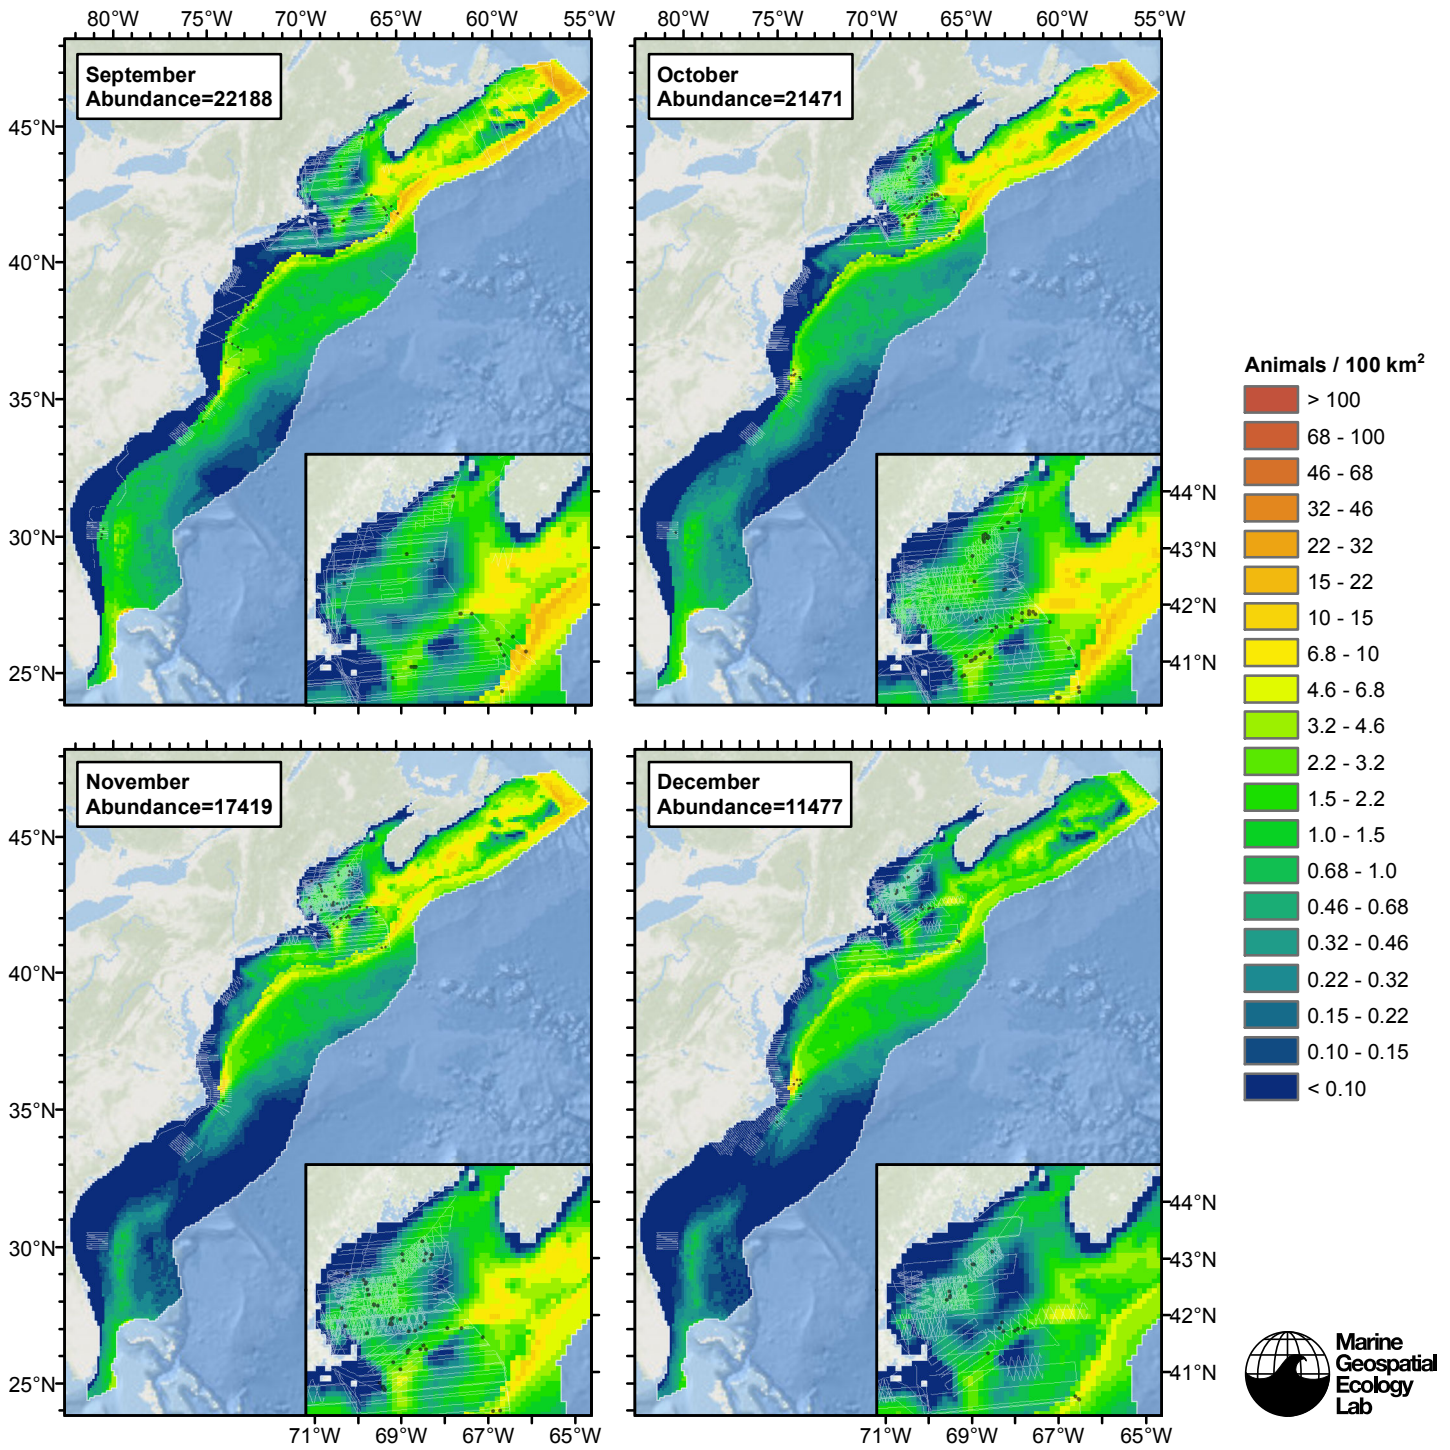 80°W 75°W 70°W 65°W 60°W 55°W
80°W 75°W 70°W 65°W 60°W 55°W
September
Abundance=22188
October
Abundance=21471
45°N
40°N
35°N
30°N
25°N
44°N
43°N
42°N
41°N
November
Abundance=17419
December
Abundance=11477
45°N
40°N
35°N
30°N
25°N
44°N
43°N
42°N
41°N
71°W 69°W 67°W 65°W
71°W 69°W 67°W 65°W
Animals / 100 km²
> 100
68 - 100
46 - 68
32 - 46
22 - 32
15 - 22
10 - 15
6.8 - 10
4.6 - 6.8
3.2 - 4.6
2.2 - 3.2
1.5 - 2.2
1.0 - 1.5
0.68 - 1.0
0.46 - 0.68
0.32 - 0.46
0.22 - 0.32
0.15 - 0.22
0.10 - 0.15
< 0.10
Marine
Geospatial
Ecology
Lab